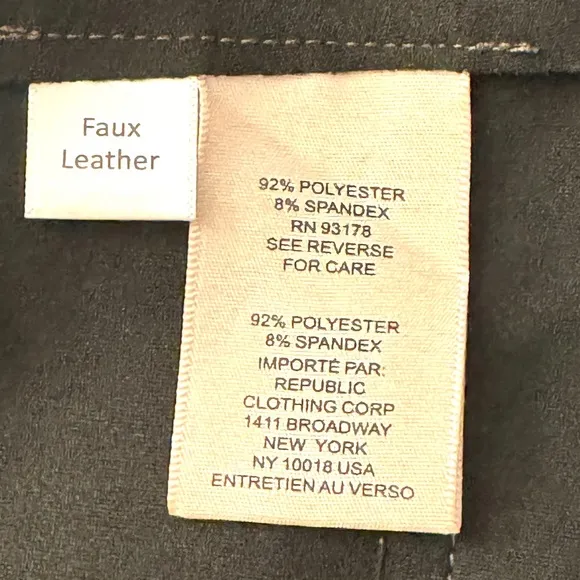 Faux
Leather
92% POLYESTER
8% SPANDEX
RN 93178
SEE REVERSE
FOR CARE
92% POLYESTER
8% SPANDEX
IMPORTÉ PAR:
REPUBLIC
CLOTHING CORP
1411 BROADWAY
NEW YORK
NY 10018 USA
ENTRETIEN AU VERSO